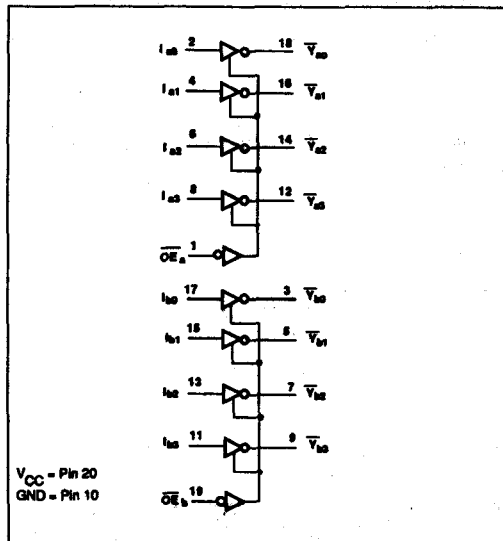 Ia0 2 18 Ya0
Ia1 4 16 Ya1
Ia2 6 14 Ya2
Ia3 8 12 Ya3
OEa 1
Ib0 17 3 Yb0
Ib1 15 5 Yb1
Ib2 13 7 Yb2
Ib3 11 9 Yb3
VCC = Pin 20
GND = Pin 10
OEb 19